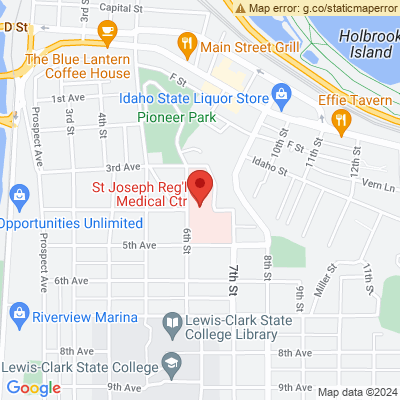 Map error: g.co/staticmaperror
Capital St
D St
3rd St
Holbrook
Island
The Blue Lantern
Coffee House
Main Street Grill
F St
1st Ave
Idaho State Liquor Store
Effie Tavern
Pioneer Park
3rd St
4th St
Prospect Ave
10th St
F St
11th St
12th St
3rd Ave
Idaho St
Vern Ln
St Joseph Reg'l
Medical Ctr
Opportunities Unlimited
6th St
5th Ave
Prospect Ave
7th St
8th St
Miller St
11th S
9th St
Riverview Marina
Lewis-Clark State
College Library
8th Ave
8th Ave
Lewis-Clark State
College
9th Ave
9th Ave
Google
Map data ©2024